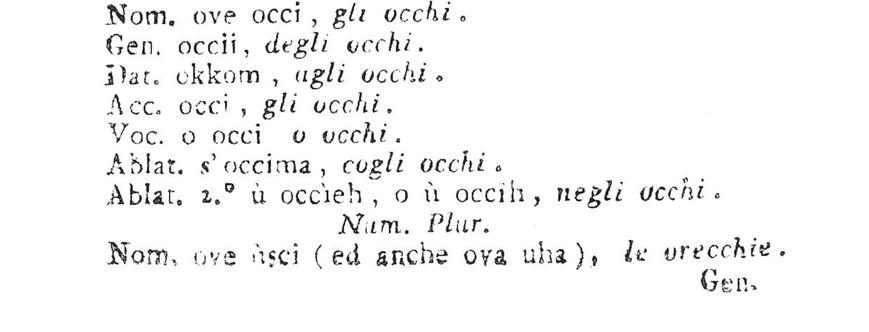 Nom. ove occi, gli occhi.
Gen. occii, degli occhi.
Dat. okkom, agli occhi.
Acc. occi, gli occhi.
Voc. o occi o occhi.
Ablat. s'occima, cogli occhi.
Ablat. 2.° ù occìeh, o ù occih, negli occhi.
Num. Plur.
Nom. ove ùsci (ed anche ova uha), le orecchie.
Gen.